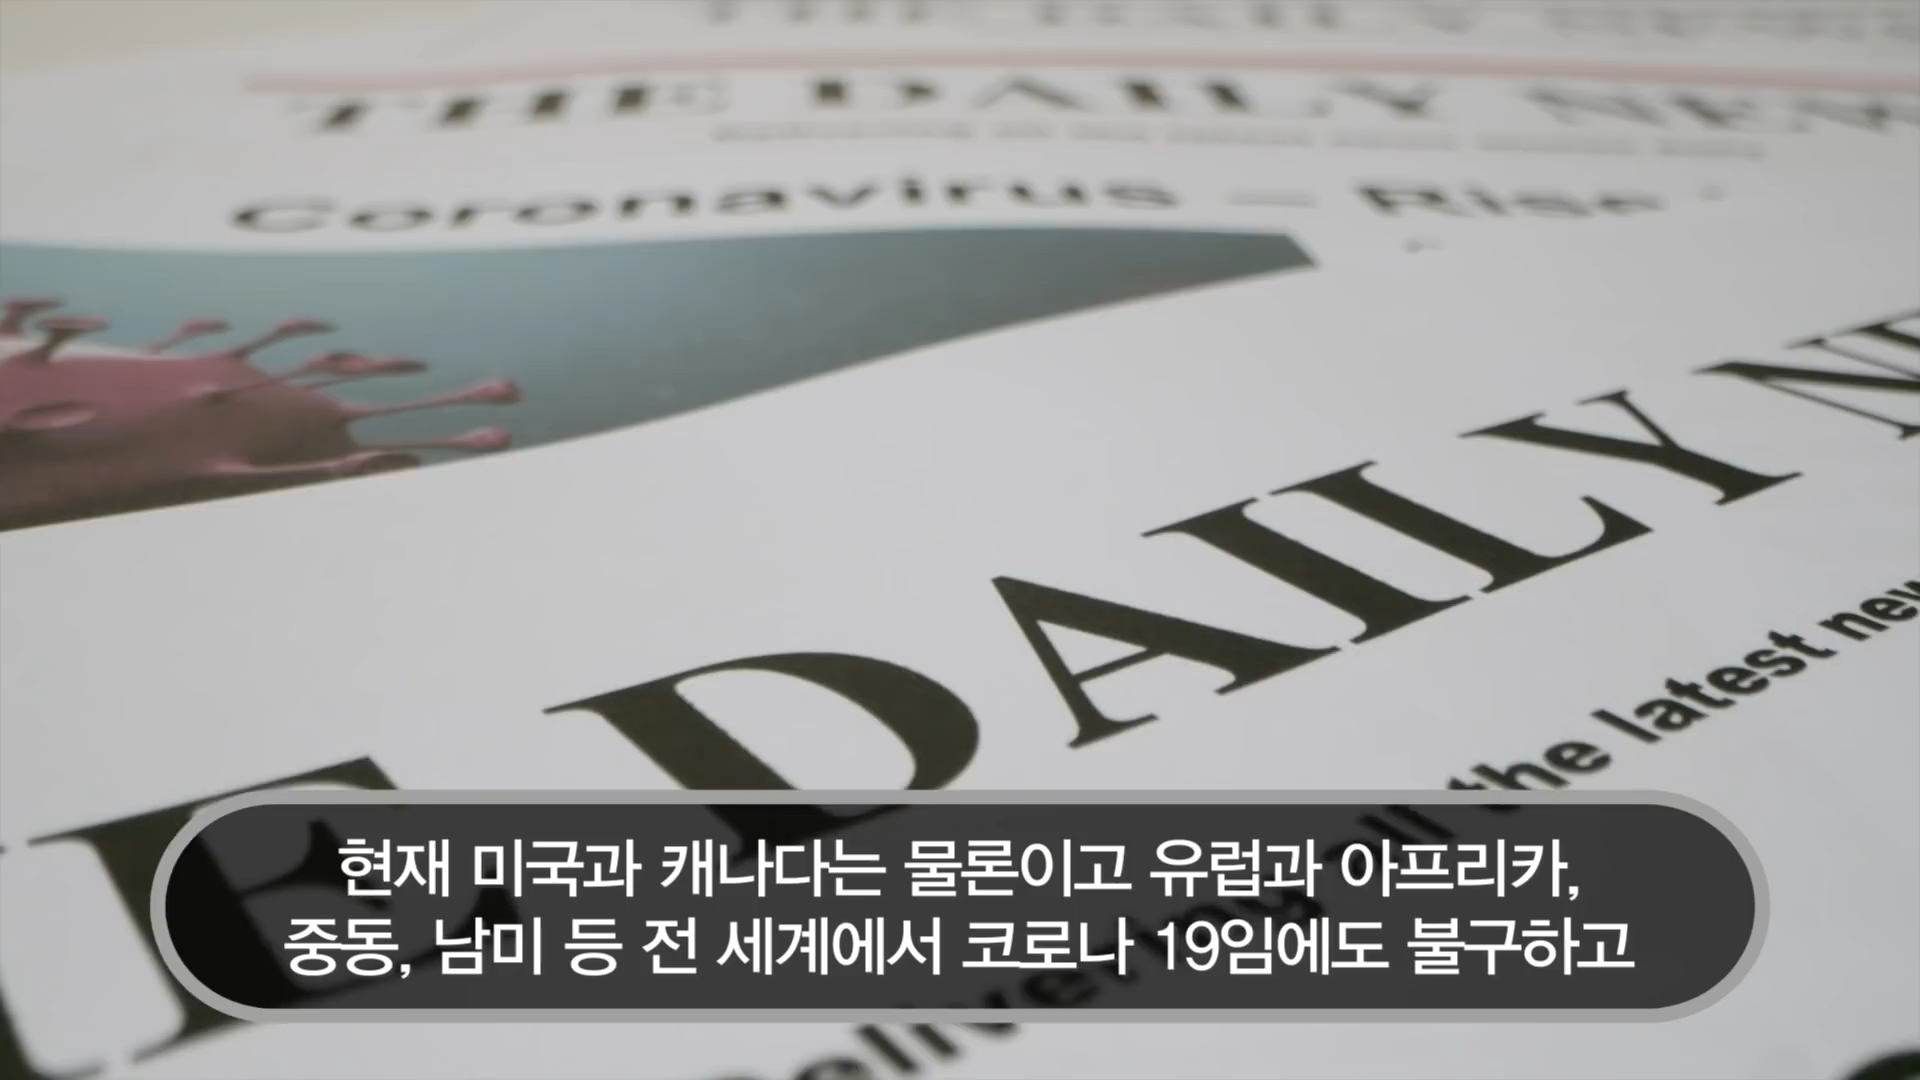 THE DAILY NEW
Coronavirus – Rise
E DAILY N
Delivering all the latest new
현재 미국과 캐나다는 물론이고 유럽과 아프리카,
중동, 남미 등 전 세계에서 코로나 19임에도 불구하고